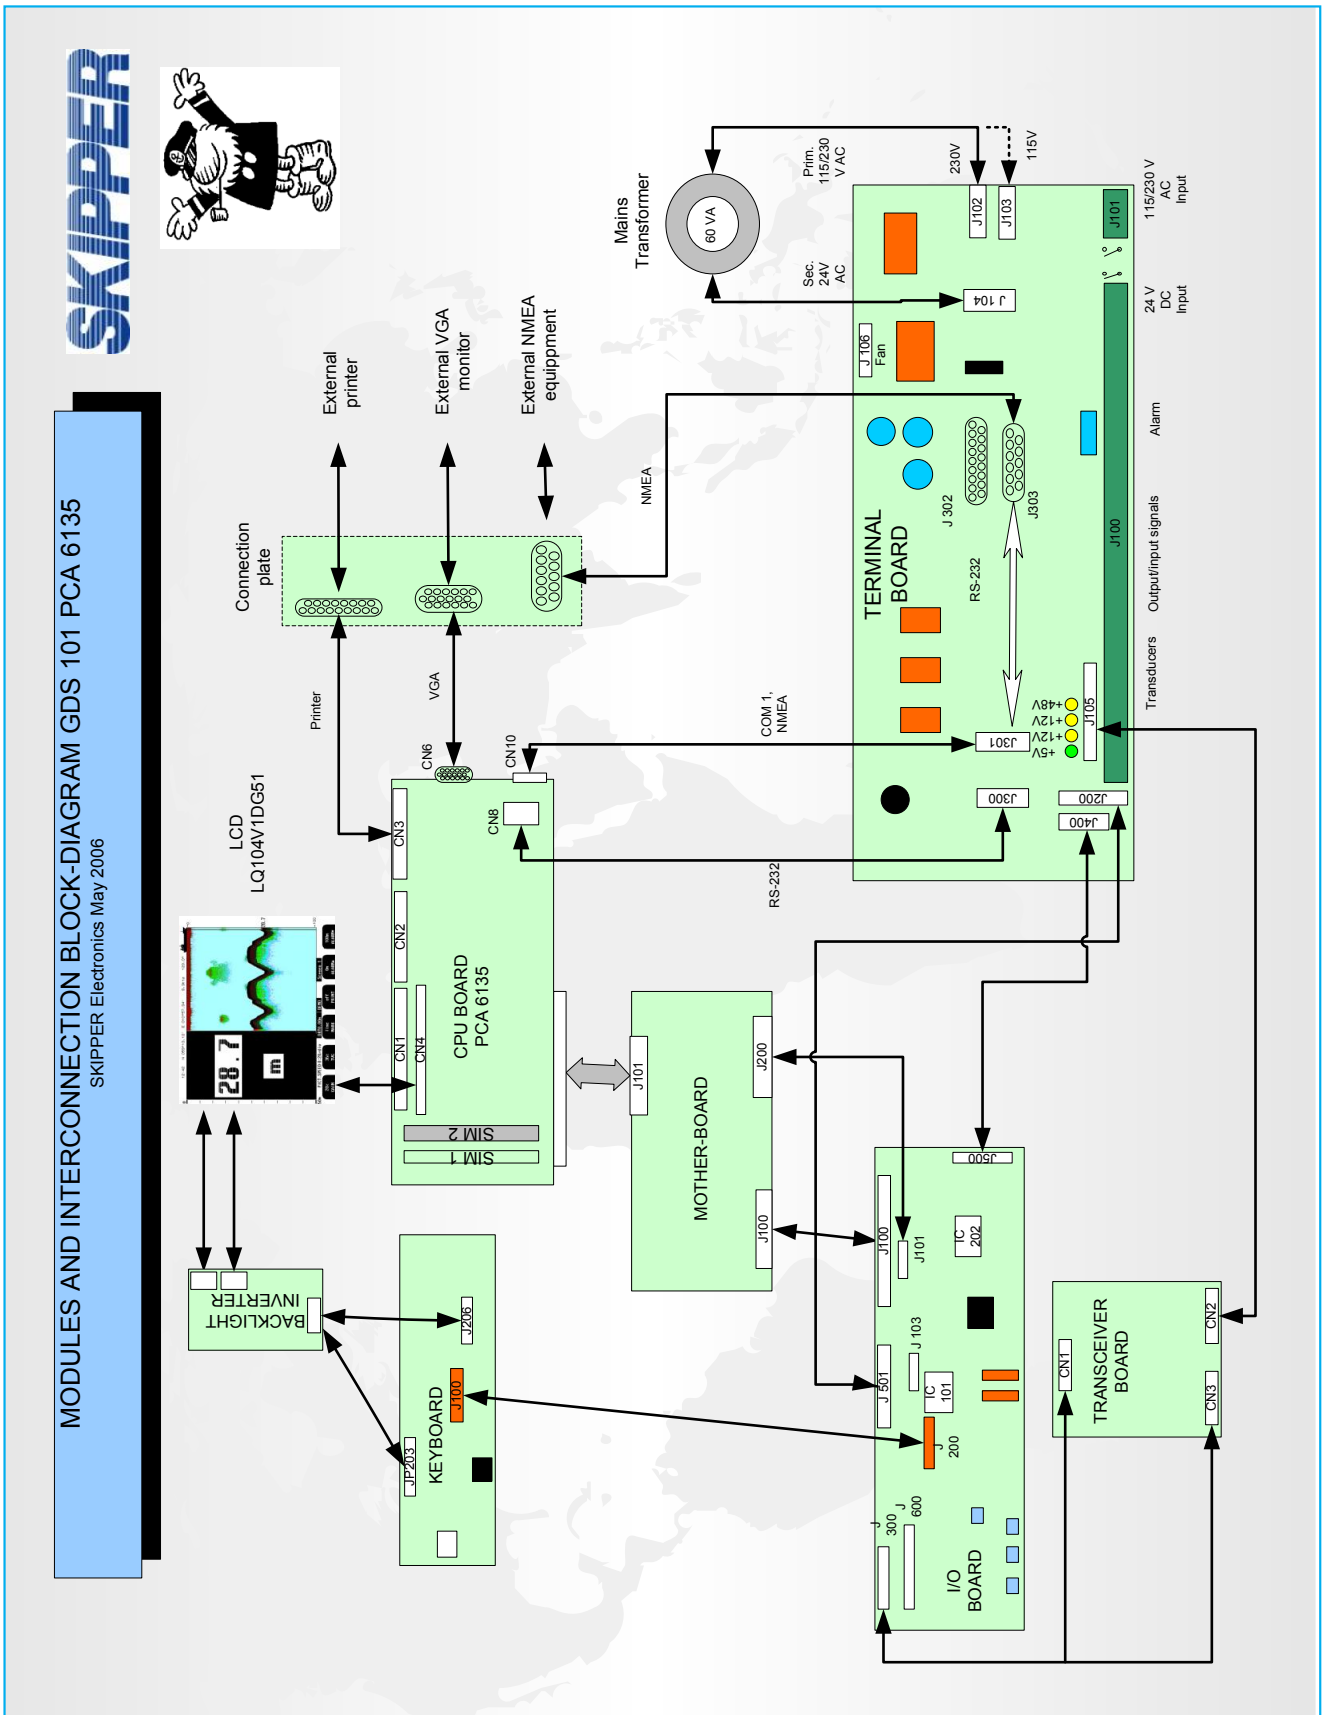 SKIPPER
MODULES AND INTERCONNECTION BLOCK-DIAGRAM GDS 101 PCA 6135
SKIPPER Electronics May 2006
LCD
LQ104V1DG51
28.7
m
BACKLIGHT
INVERTER
JP203
J206
J100
KEYBOARD
CN1
CN2
CN3
CN4
SIM 1
SIM 2
CPU BOARD
PCA 6135
CN6
CN10
CN8
Printer
VGA
Connection
plate
External
printer
External VGA
monitor
External NMEA
equippment
NMEA
COM 1,
NMEA
RS-232
J101
MOTHER-BOARD
J100
J200
Mains
Transformer
60 VA
Prim.
115/230
V AC
Sec.
24V
AC
230V
115V
J102
J103
J 104
J 106
Fan
TERMINAL
BOARD
J 302
J303
RS-232
J301
J300
J400
J200
J105
+5V
+12V
+12V
+48V
J100
J101
Transducers
Output/input signals
Alarm
24 V
DC
Input
115/230 V
AC
Input
J
300
J
600
J 501
J 103
J100
J101
J500
IC
101
IC
202
J
200
I/O
BOARD
CN1
CN2
CN3
TRANSCEIVER
BOARD